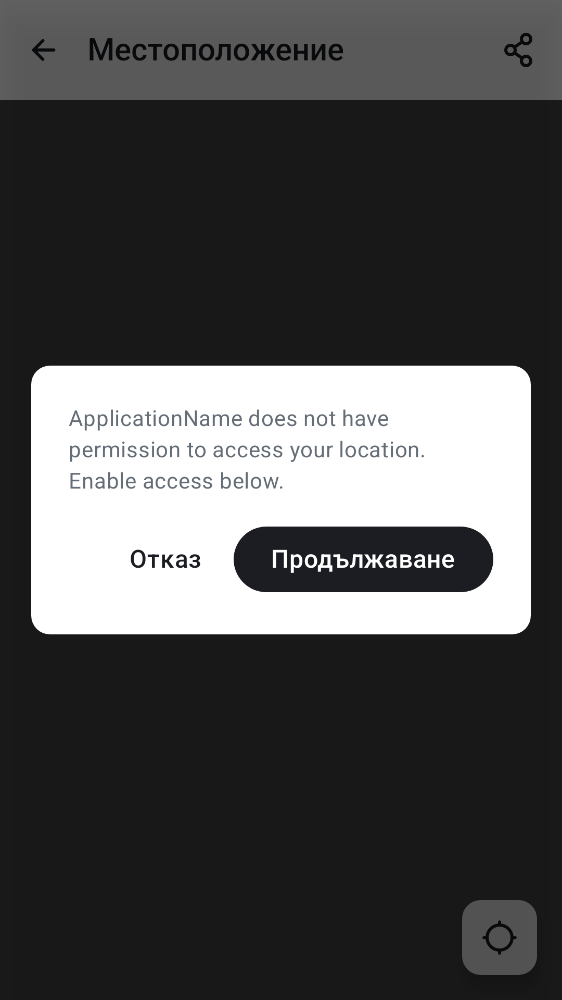 Местоположение
ApplicationName does not have
permission to access your location.
Enable access below.
Отказ
Продължаване